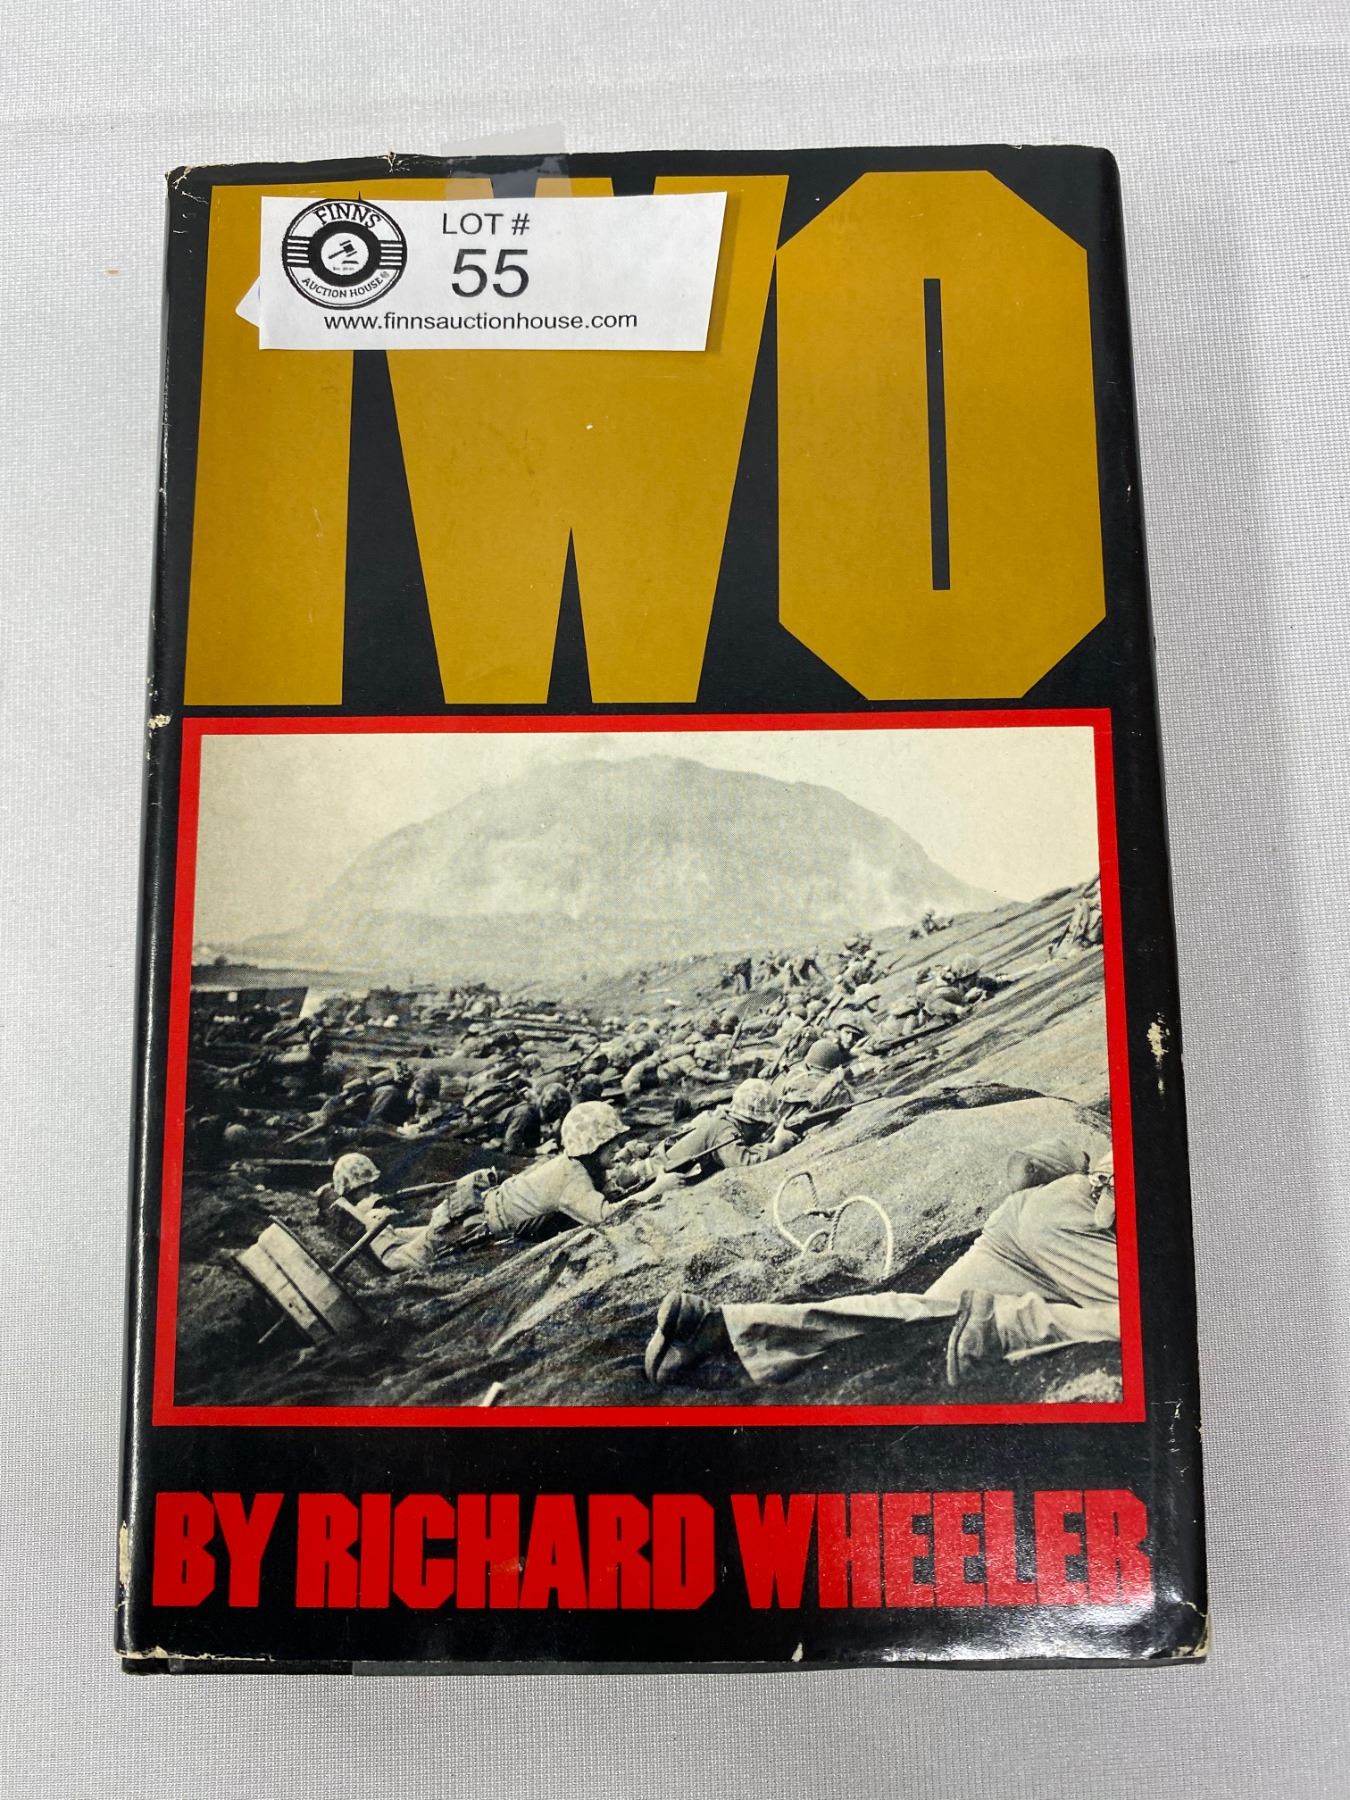 FINNS
AUCTION HOUSE
LOT #
55
www.finnsauctionhouse.com
IWO
BY RICHARD WHEELER